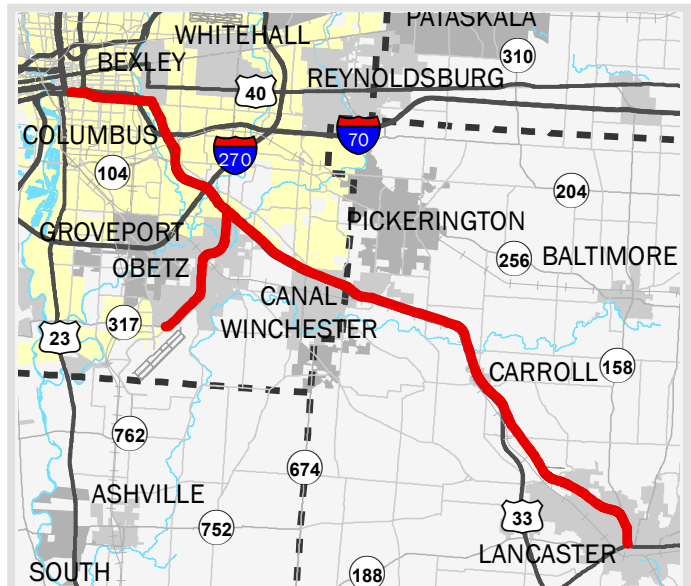 PATASKALA
WHITEHALL
310
BEXLEY
REYNOLDSBURG
40
COLUMBUS
70
270
104
204
PICKERINGTON
GROVEPORT
256
BALTIMORE
OBETZ
CANAL
WINCHESTER
317
23
CARROLL
158
762
674
ASHVILLE
33
752
LANCASTER
SOUTH
188